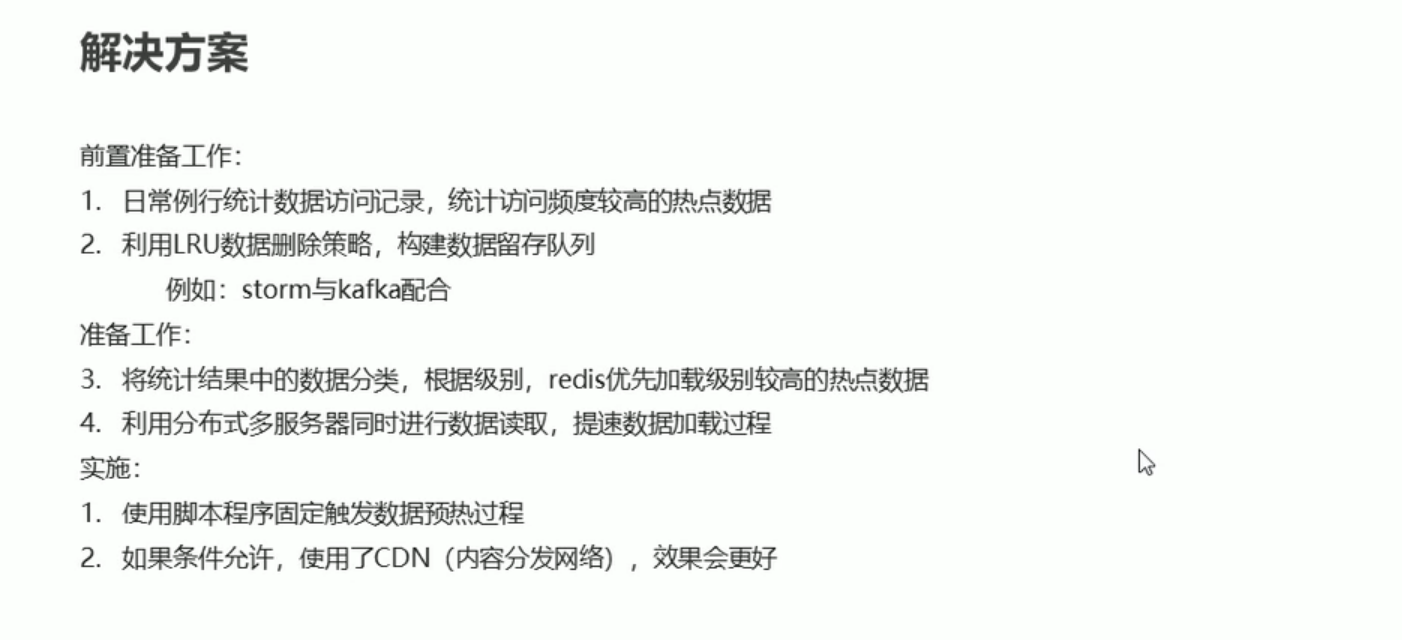 解决方案
前置准备工作：
1. 日常例行统计数据访问记录，统计访问频度较高的热点数据
2. 利用LRU数据删除策略，构建数据留存队列
例如：storm与kafka配合
准备工作：
3. 将统计结果中的数据分类，根据级别，redis优先加载级别较高的热点数据
4. 利用分布式多服务器同时进行数据读取，提速数据加载过程
实施：
1. 使用脚本程序固定触发数据预热过程
2. 如果条件允许，使用了CDN（内容分发网络），效果会更好